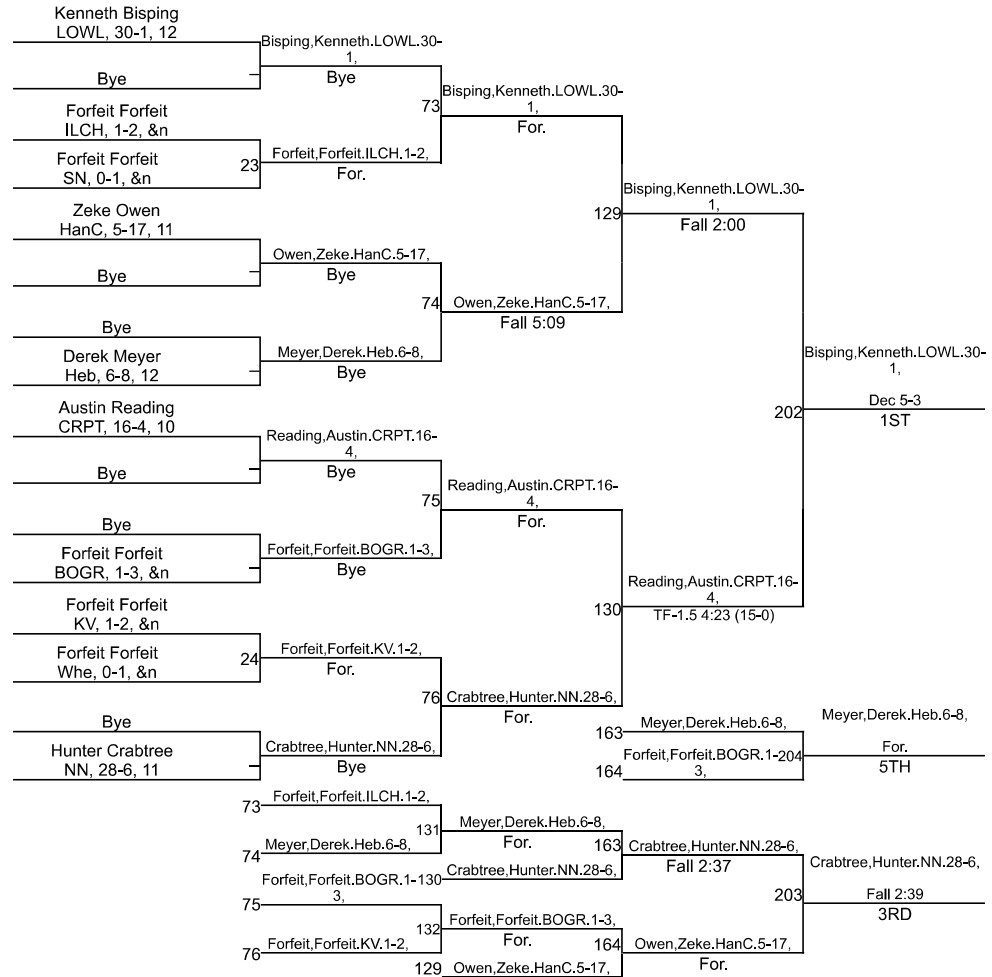 Kenneth Bisping
LOWL, 30-1, 12
Bye
Forfeit Forfeit
ILCH, 1-2, &n
Forfeit Forfeit
SN, 0-1, &n
23
Zeke Owen
HanC, 5-17, 11
Bye
Bye
Derek Meyer
Heb, 6-8, 12
Austin Reading
CRPT, 16-4, 10
Bye
Bye
Forfeit Forfeit
BOGR, 1-3, &n
Forfeit Forfeit
KV, 1-2, &n
Forfeit Forfeit
Whe, 0-1, &n
24
Bye
Hunter Crabtree
NN, 28-6, 11
Bisping,Kenneth.LOWL.30-
1,
Bye
73
Forfeit,Forfeit.ILCH.1-2,
For.
Owen,Zeke.HanC.5-17,
Bye
74
Meyer,Derek.Heb.6-8,
Bye
Reading,Austin.CRPT.16-
4,
Bye
75
Forfeit,Forfeit.BOGR.1-3,
Bye
Forfeit,Forfeit.KV.1-2,
For.
76
Crabtree,Hunter.NN.28-6,
Bye
Bisping,Kenneth.LOWL.30-
1,
For.
129
Owen,Zeke.HanC.5-17,
Fall 5:09
Reading,Austin.CRPT.16-
4,
For.
130
Crabtree,Hunter.NN.28-6,
For.
Bisping,Kenneth.LOWL.30-
1,
Fall 2:00
202
Reading,Austin.CRPT.16-
4,
TF-1.5 4:23 (15-0)
Bisping,Kenneth.LOWL.30-
1,
Dec 5-3
1ST
163
Meyer,Derek.Heb.6-8,
164
Forfeit,Forfeit.BOGR.1-
3,
204
Meyer,Derek.Heb.6-8,
For.
5TH
73
Forfeit,Forfeit.ILCH.1-2,
74
Meyer,Derek.Heb.6-8,
131
Meyer,Derek.Heb.6-8,
For.
130
Crabtree,Hunter.NN.28-6,
163
Crabtree,Hunter.NN.28-6,
Fall 2:37
75
Forfeit,Forfeit.BOGR.1-
3,
76
Forfeit,Forfeit.KV.1-2,
132
Forfeit,Forfeit.BOGR.1-3,
For.
129
Owen,Zeke.HanC.5-17,
164
Owen,Zeke.HanC.5-17,
For.
203
Crabtree,Hunter.NN.28-6,
Fall 2:39
3RD